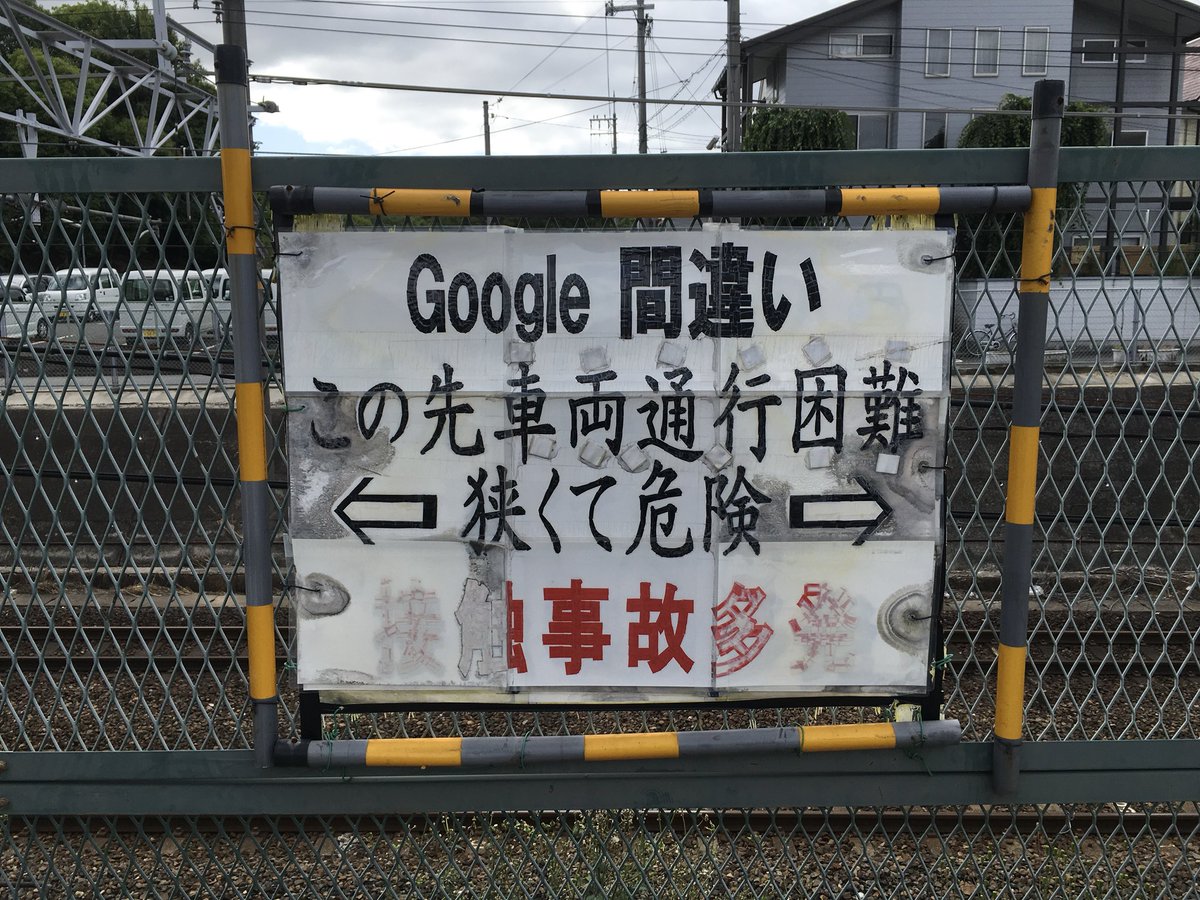 Google 間違い
この先車両通行困難
狭くて危険
接触事故多発